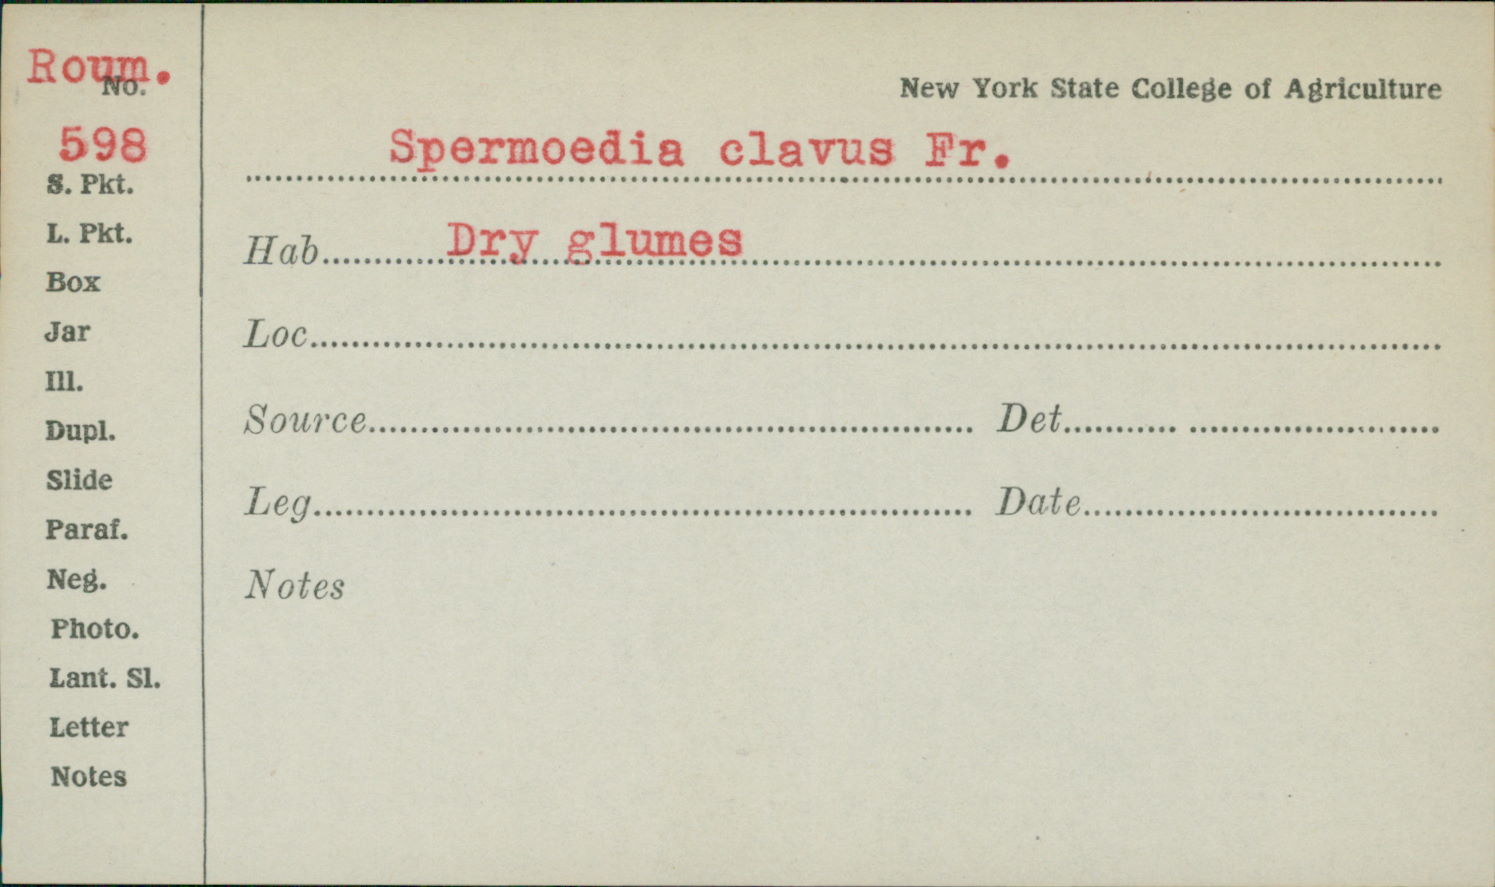 Roum.
No.
598
S. Pkt.
L. Pkt.
Box
Jar
Ill.
Dupl.
Slide
Paraf.
Neg.
Photo.
Lant. Sl.
Letter
Notes
New York State College of Agriculture
Spermoedia clavus Fr.
Hab. Dry glumes
Loc.
Source Det.
Leg. Date
Notes